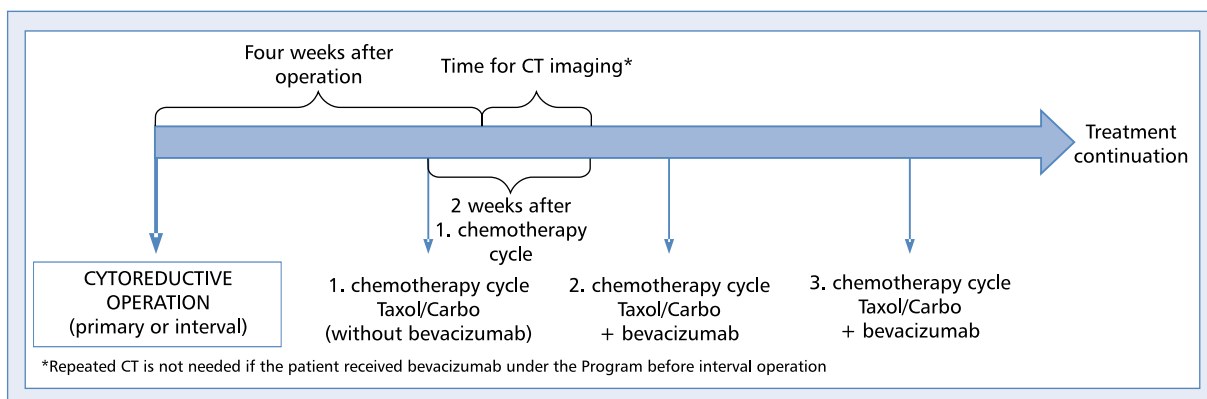 Four weeks after
operation
Time for CT imaging*
Treatment
continuation
2 weeks after
1. chemotherapy
cycle
CYTOREDUCTIVE
OPERATION
(primary or interval)
1. chemotherapy cycle
Taxol/Carbo
(without bevacizumab)
2. chemotherapy cycle
Taxol/Carbo
+ bevacizumab
3. chemotherapy cycle
Taxol/Carbo
+ bevacizumab
*Repeated CT is not needed if the patient received bevacizumab under the Program before interval operation